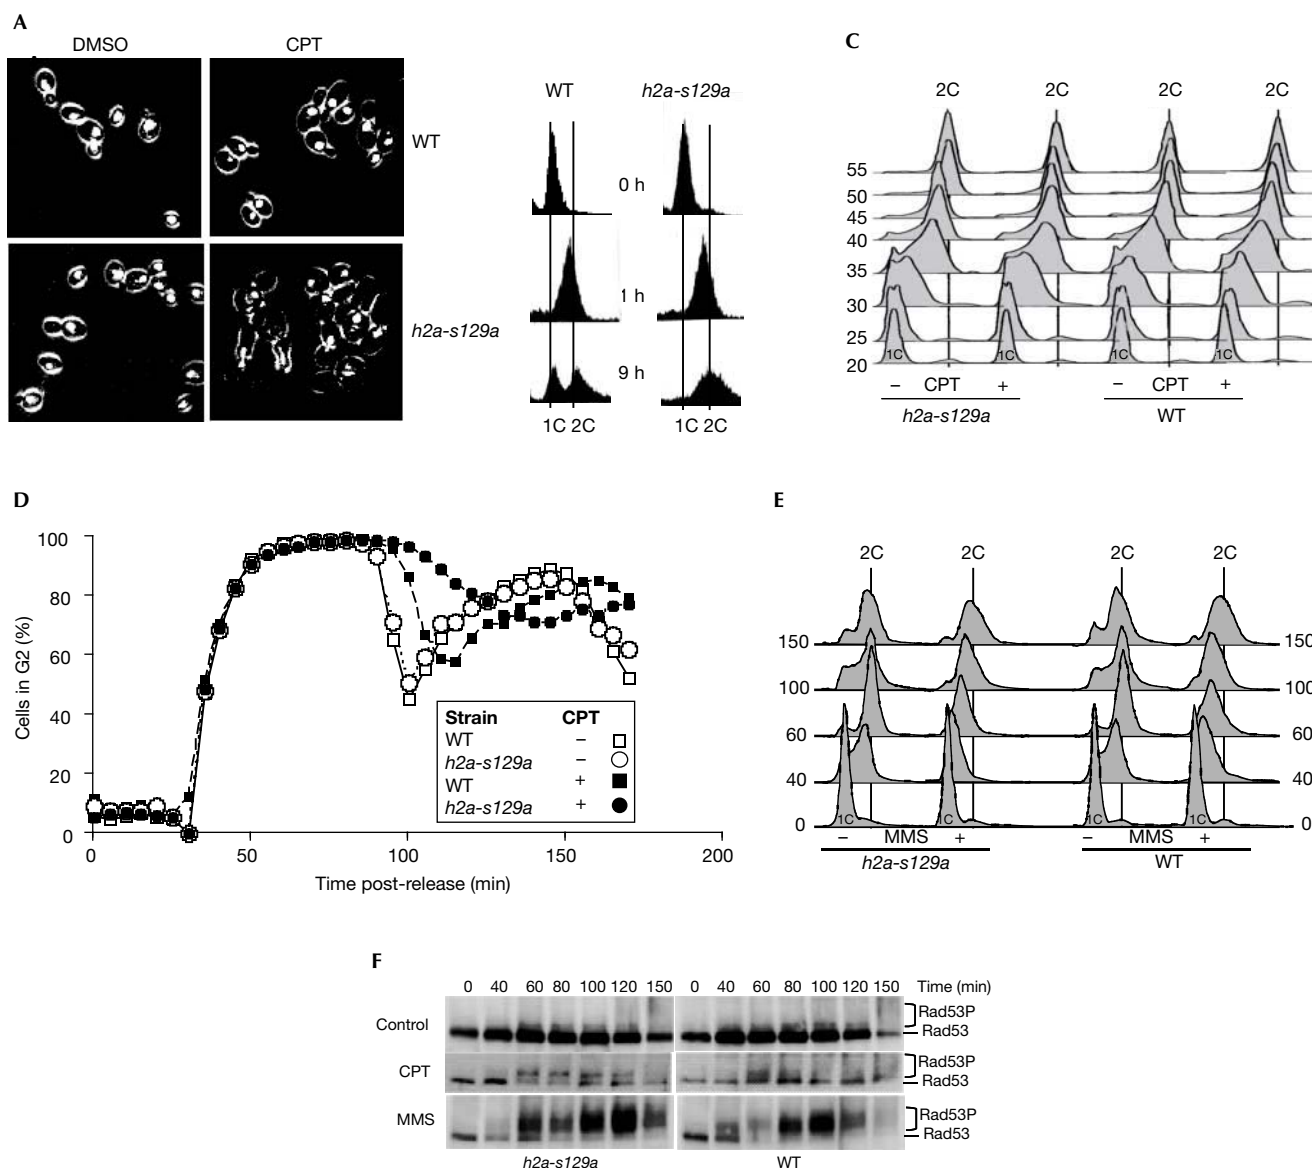 A
DMSO
CPT
WT
h2a-s129a
WT
h2a-s129a
0 h
1 h
9 h
1C 2C
1C 2C
C
2C
2C
2C
2C
55
50
45
40
35
30
25
20
1C
1C
1C
1C
– CPT +
– CPT +
h2a-s129a
WT
D
Cells in G2 (%)
100
80
60
40
20
0
0
50
100
150
200
Time post-release (min)
Strain CPT
WT –
h2a-s129a –
WT +
h2a-s129a +
E
2C
2C
2C
2C
150
100
60
40
0
150
100
60
40
0
1C
1C
1C
1C
– MMS +
– MMS +
h2a-s129a
WT
F
0 40 60 80 100 120 150
0 40 60 80 100 120 150
Time (min)
Control
Rad53P
Rad53
CPT
Rad53P
Rad53
MMS
Rad53P
Rad53
h2a-s129a
WT